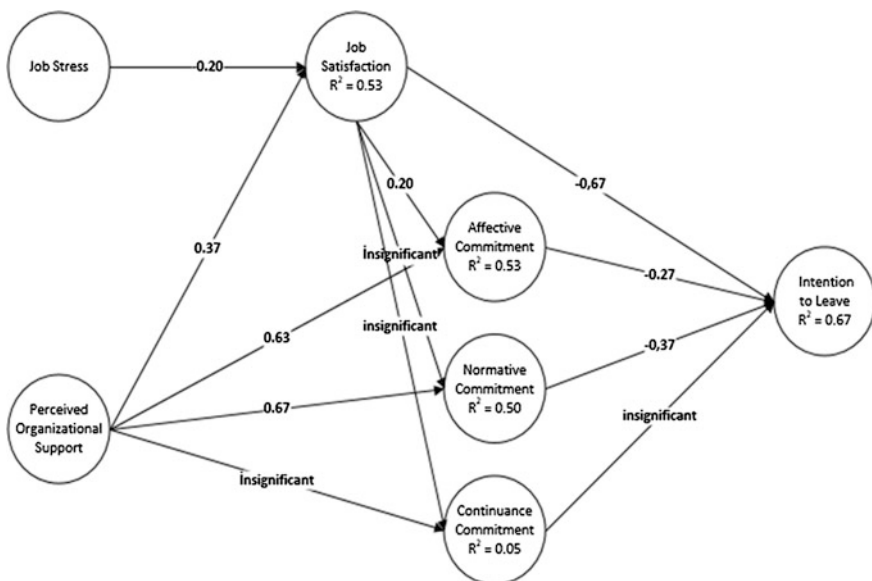 Job Stress
-0.20
Job
Satisfaction
R² = 0.53
0.37
0.20
-0,67
İnsignificant
insignificant
Affective
Commitment
R² = 0.53
-0.27
Intention
to Leave
R² = 0.67
0.63
-0,37
Normative
Commitment
R² = 0.50
0.67
Perceived
Organizational
Support
insignificant
İnsignificant
Continuance
Commitment
R² = 0.05